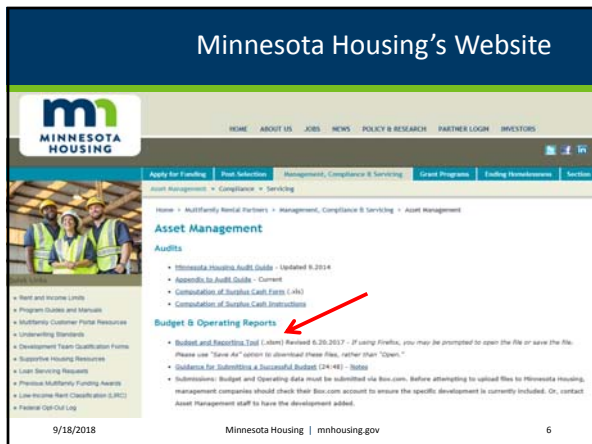 Minnesota Housing's Website
MINNESOTA
HOUSING
HOME ABOUT US JOBS NEWS POLICY & RESEARCH PARTNER LOGIN INVESTORS
Apply for Funding Post Selection Management, Compliance & Servicing Grant Programs Ending Homelessness Section
Asset Management • Compliance • Servicing
Home > Multifamily Rental Partners > Management, Compliance & Servicing > Asset Management
Asset Management
Audits
• Minnesota Housing Audit Guide - Updated 9.2014
• Appendix to Audit Guide - Current
• Computation of Surplus Cash Form (.xls)
• Computation of Surplus Cash Instructions
Budget & Operating Reports
• Budget and Reporting Tool (.xlsm) Revised 6.20.2017 - If using Firefox, you may be prompted to open the file or save the file.
Please use "Save As" option to download these files, rather than "Open."
• Guidance for Submitting a Successful Budget (24:48) - Notes
• Submissions: Budget and Operating data must be submitted via Box.com. Before attempting to upload files to Minnesota Housing,
management companies should check their Box.com account to ensure the specific development is currently included. Or, contact
Asset Management staff to have the development added.
Quick Links
• Rent and Income Limits
• Program Guides and Manuals
• Multifamily Customer Portal Resources
• Underwriting Standards
• Development Team Qualification Forms
• Supportive Housing Resources
• Loan Servicing Requests
• Previous Multifamily Funding Awards
• Low-Income Rent Classification (LIRC)
• Federal Opt-Out Log
9/18/2018 Minnesota Housing | mnhousing.gov 6